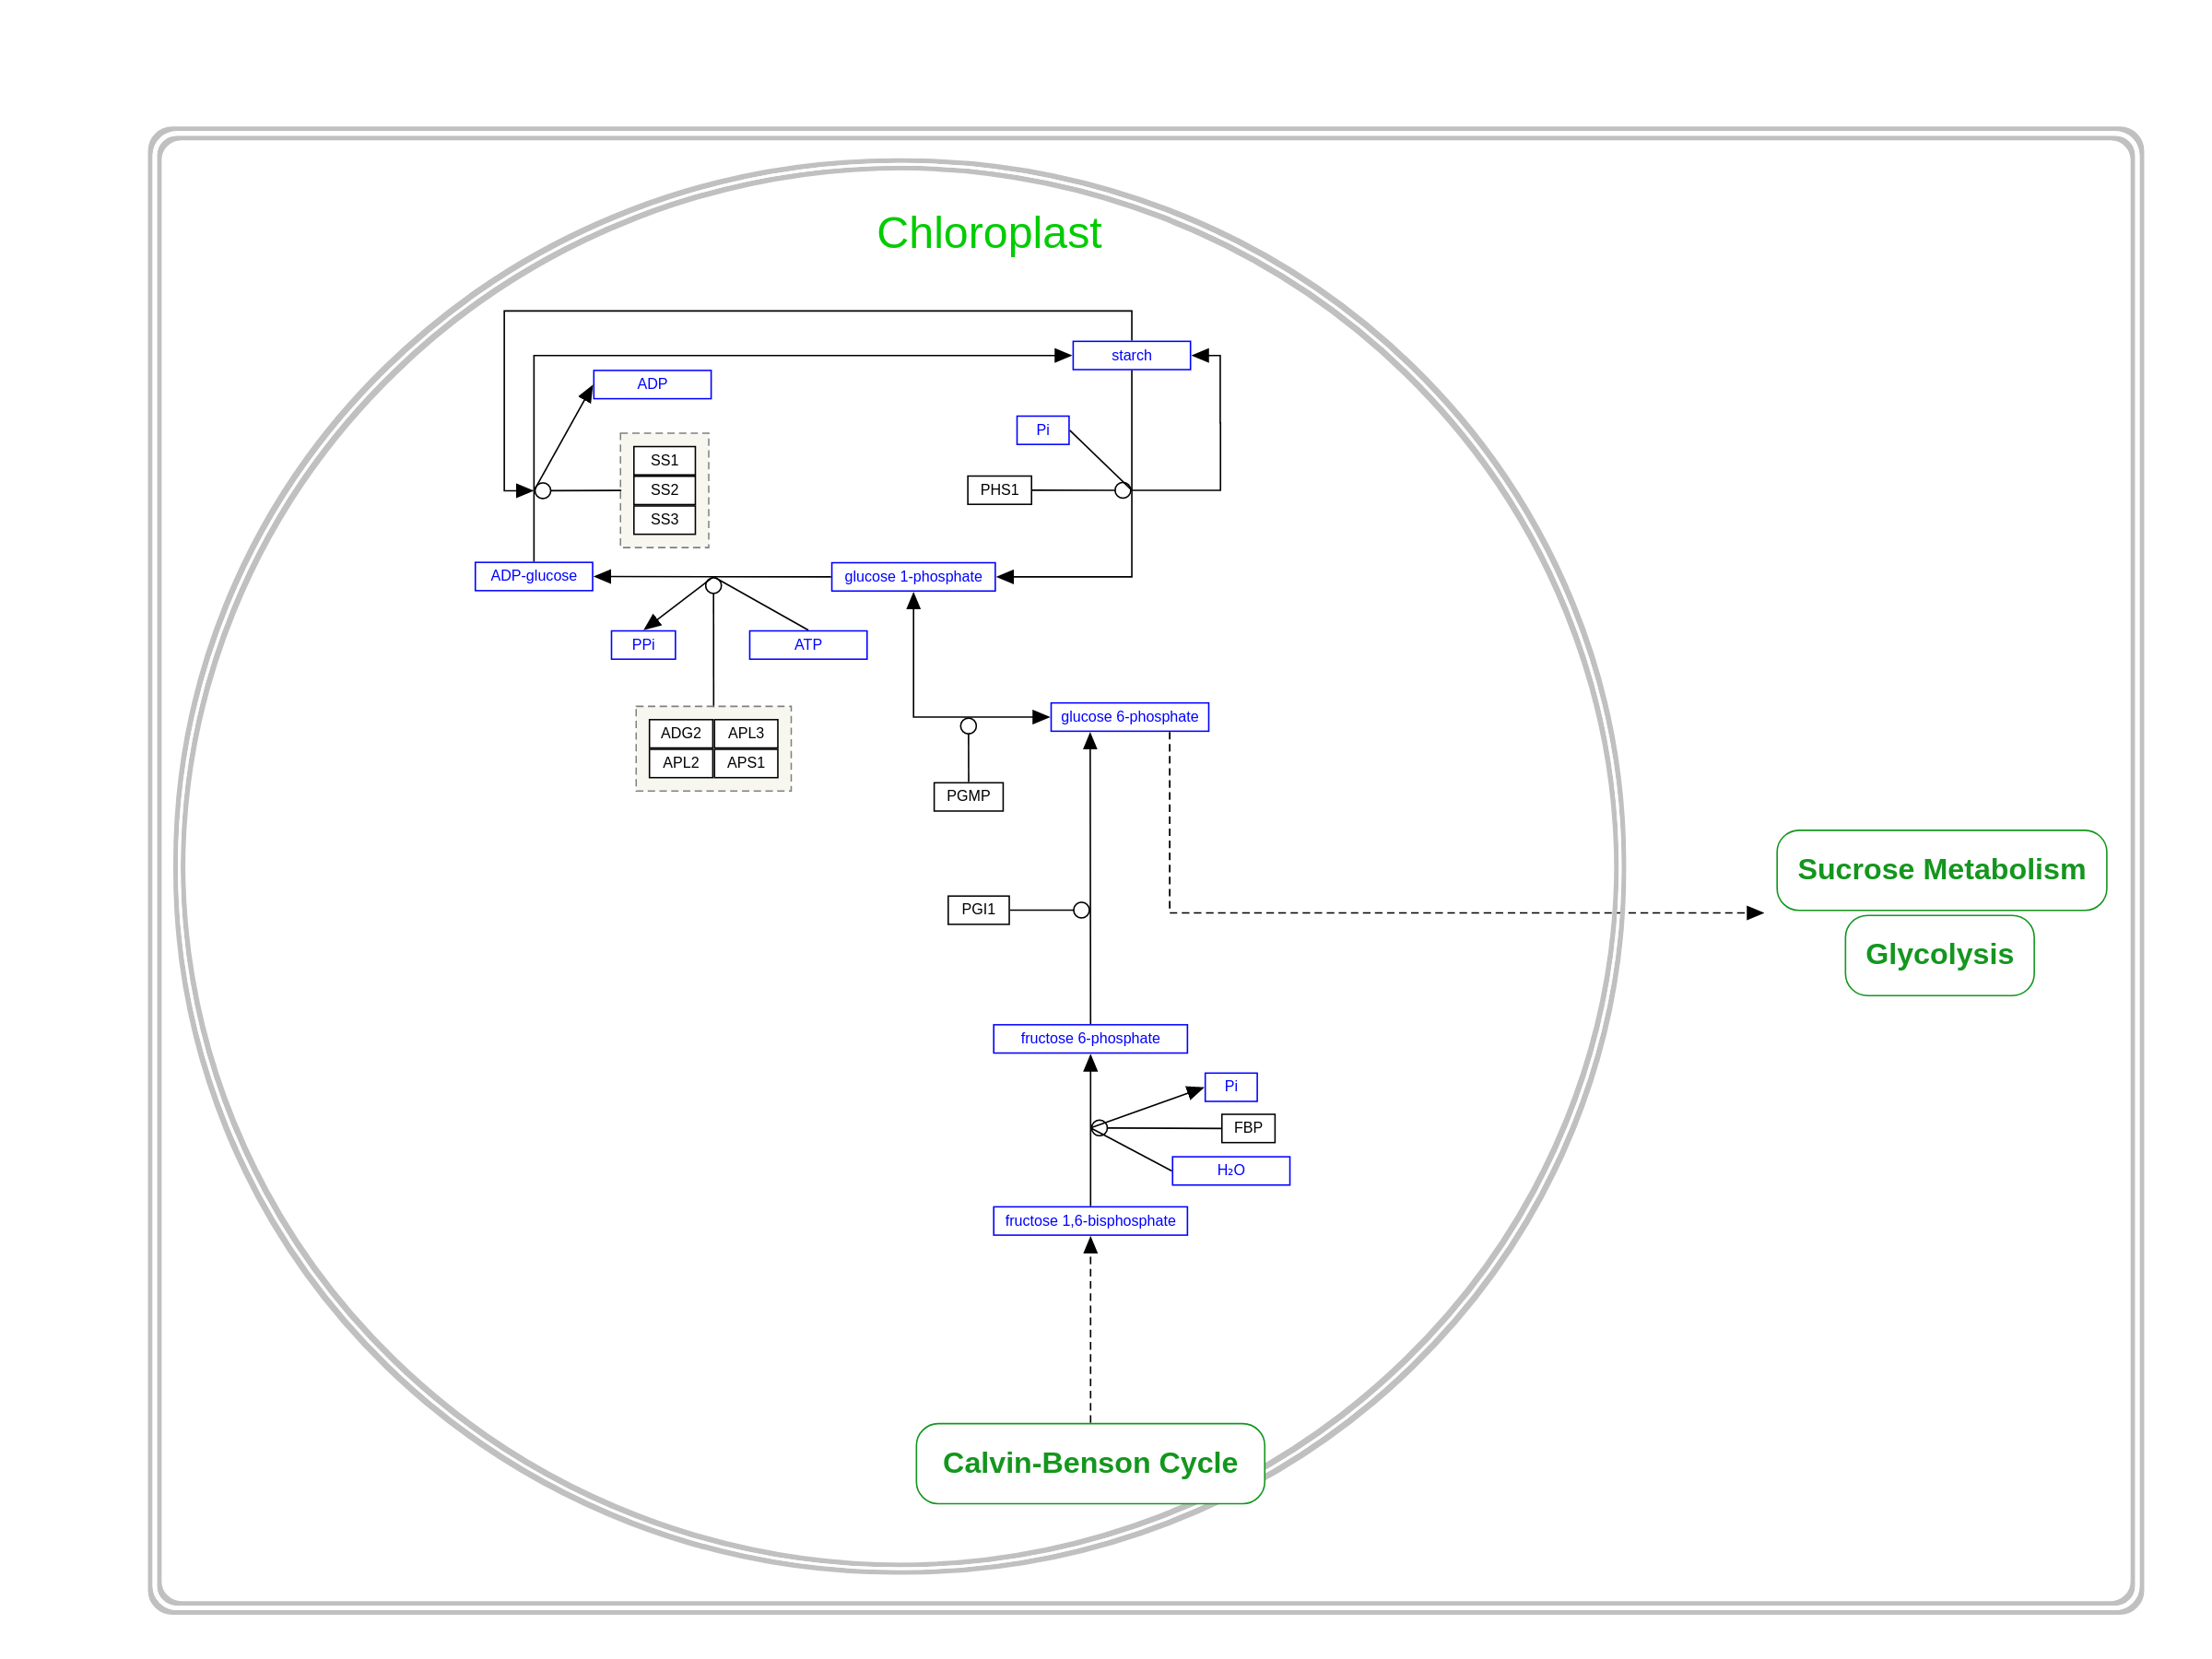 Chloroplast
starch
ADP
Pi
SS1
SS2
SS3
PHS1
ADP-glucose
glucose 1-phosphate
PPi
ATP
glucose 6-phosphate
ADG2
APL3
APL2
APS1
PGMP
Sucrose Metabolism
PGI1
Glycolysis
fructose 6-phosphate
Pi
FBP
H₂O
fructose 1,6-bisphosphate
Calvin-Benson Cycle